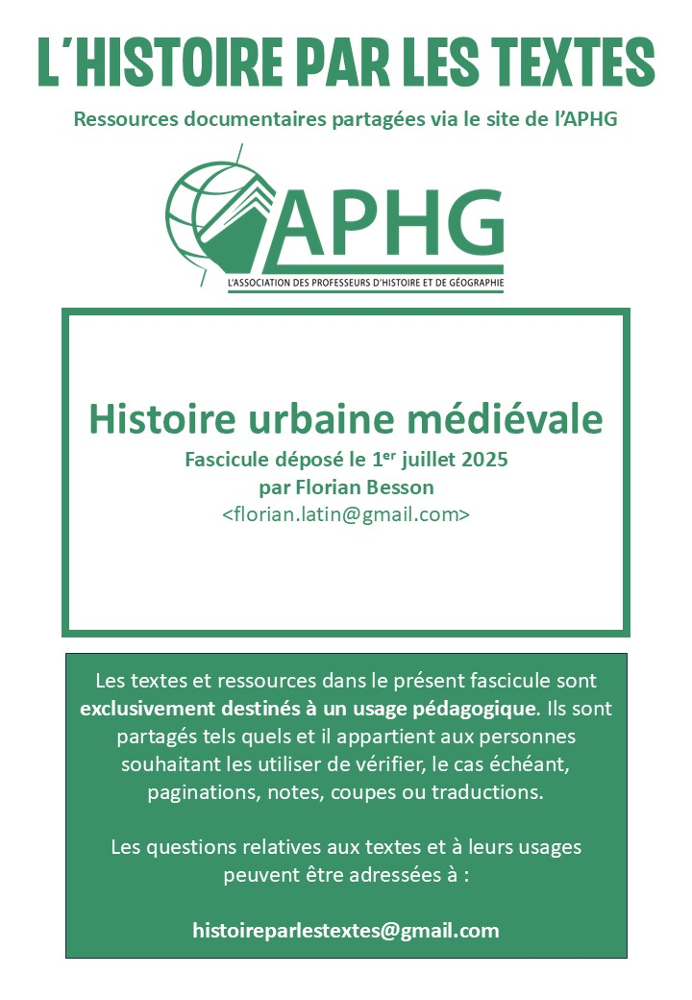 L'HISTOIRE PAR LES TEXTES
Ressources documentaires partagées via le site de l’APHG
APHG
L'ASSOCIATION DES PROFESSEURS D'HISTOIRE ET DE GÉOGRAPHIE
Histoire urbaine médiévale
Fascicule déposé le 1er juillet 2025
par Florian Besson
<florian.latin@gmail.com>
Les textes et ressources dans le présent fascicule sont
exclusivement destinés à un usage pédagogique. Ils sont
partagés tels quels et il appartient aux personnes
souhaitant les utiliser de vérifier, le cas échéant,
paginations, notes, coupes ou traductions.
Les questions relatives aux textes et à leurs usages
peuvent être adressées à :
histoireparlestextes@gmail.com